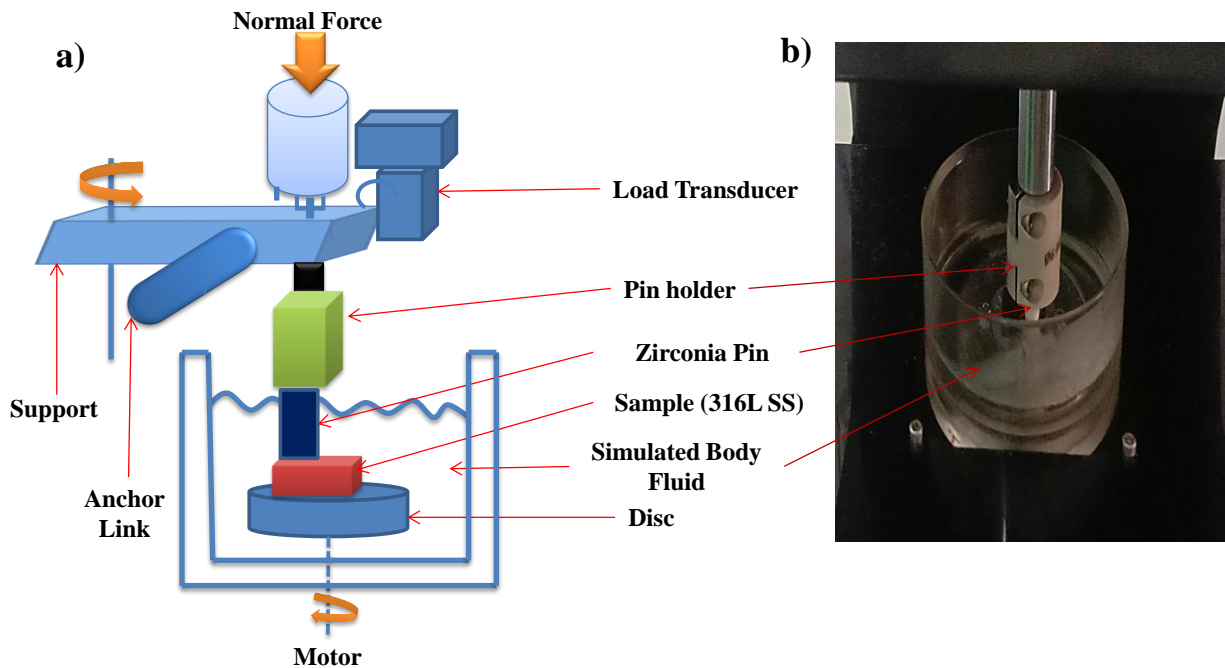 a)
Normal Force
b)
Load Transducer
Pin holder
Zirconia Pin
Sample (316L SS)
Simulated Body
Fluid
Disc
Support
Anchor
Link
Motor